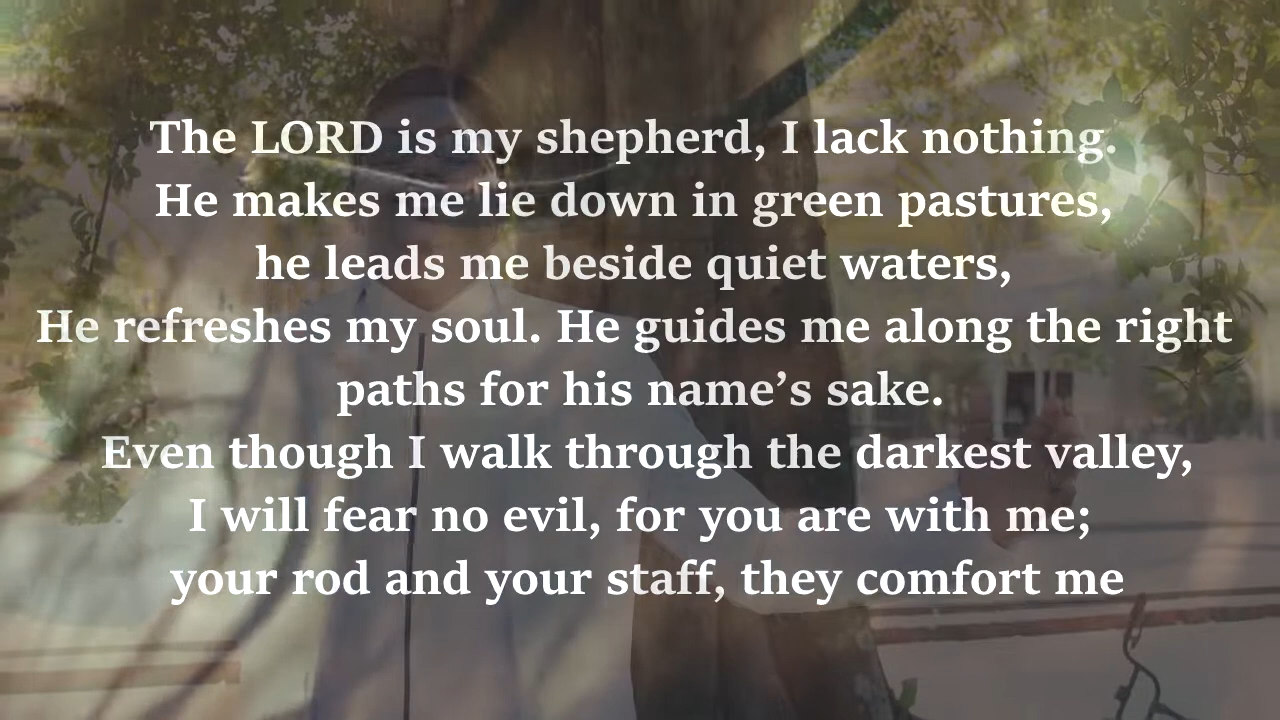 The LORD is my shepherd, I lack nothing.
He makes me lie down in green pastures,
he leads me beside quiet waters,
He refreshes my soul. He guides me along the right
paths for his name’s sake.
Even though I walk through the darkest valley,
I will fear no evil, for you are with me;
your rod and your staff, they comfort me